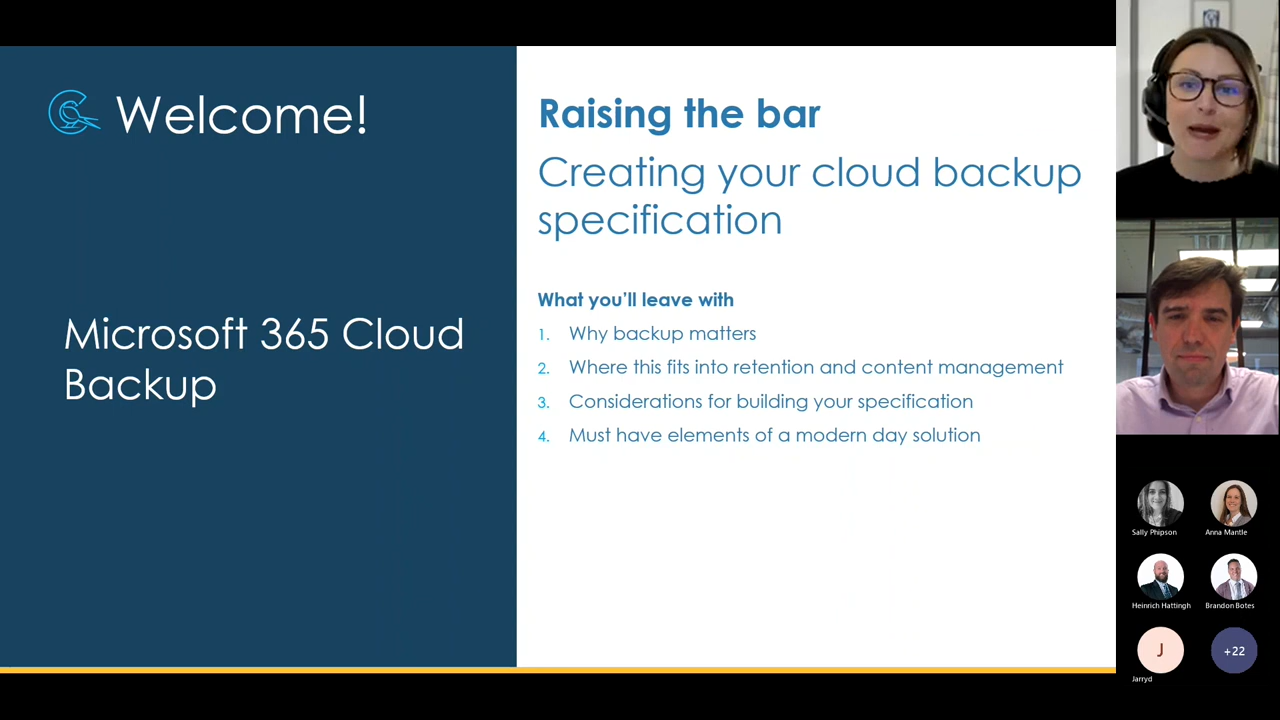 Welcome!
Microsoft 365 Cloud
Backup
Raising the bar
Creating your cloud backup
specification
What you'll leave with
1. Why backup matters
2. Where this fits into retention and content management
3. Considerations for building your specification
4. Must have elements of a modern day solution
Sally Phipson
Anna Mantle
Heinrich Hattingh
Brandon Botes
J
+22
Jarryd